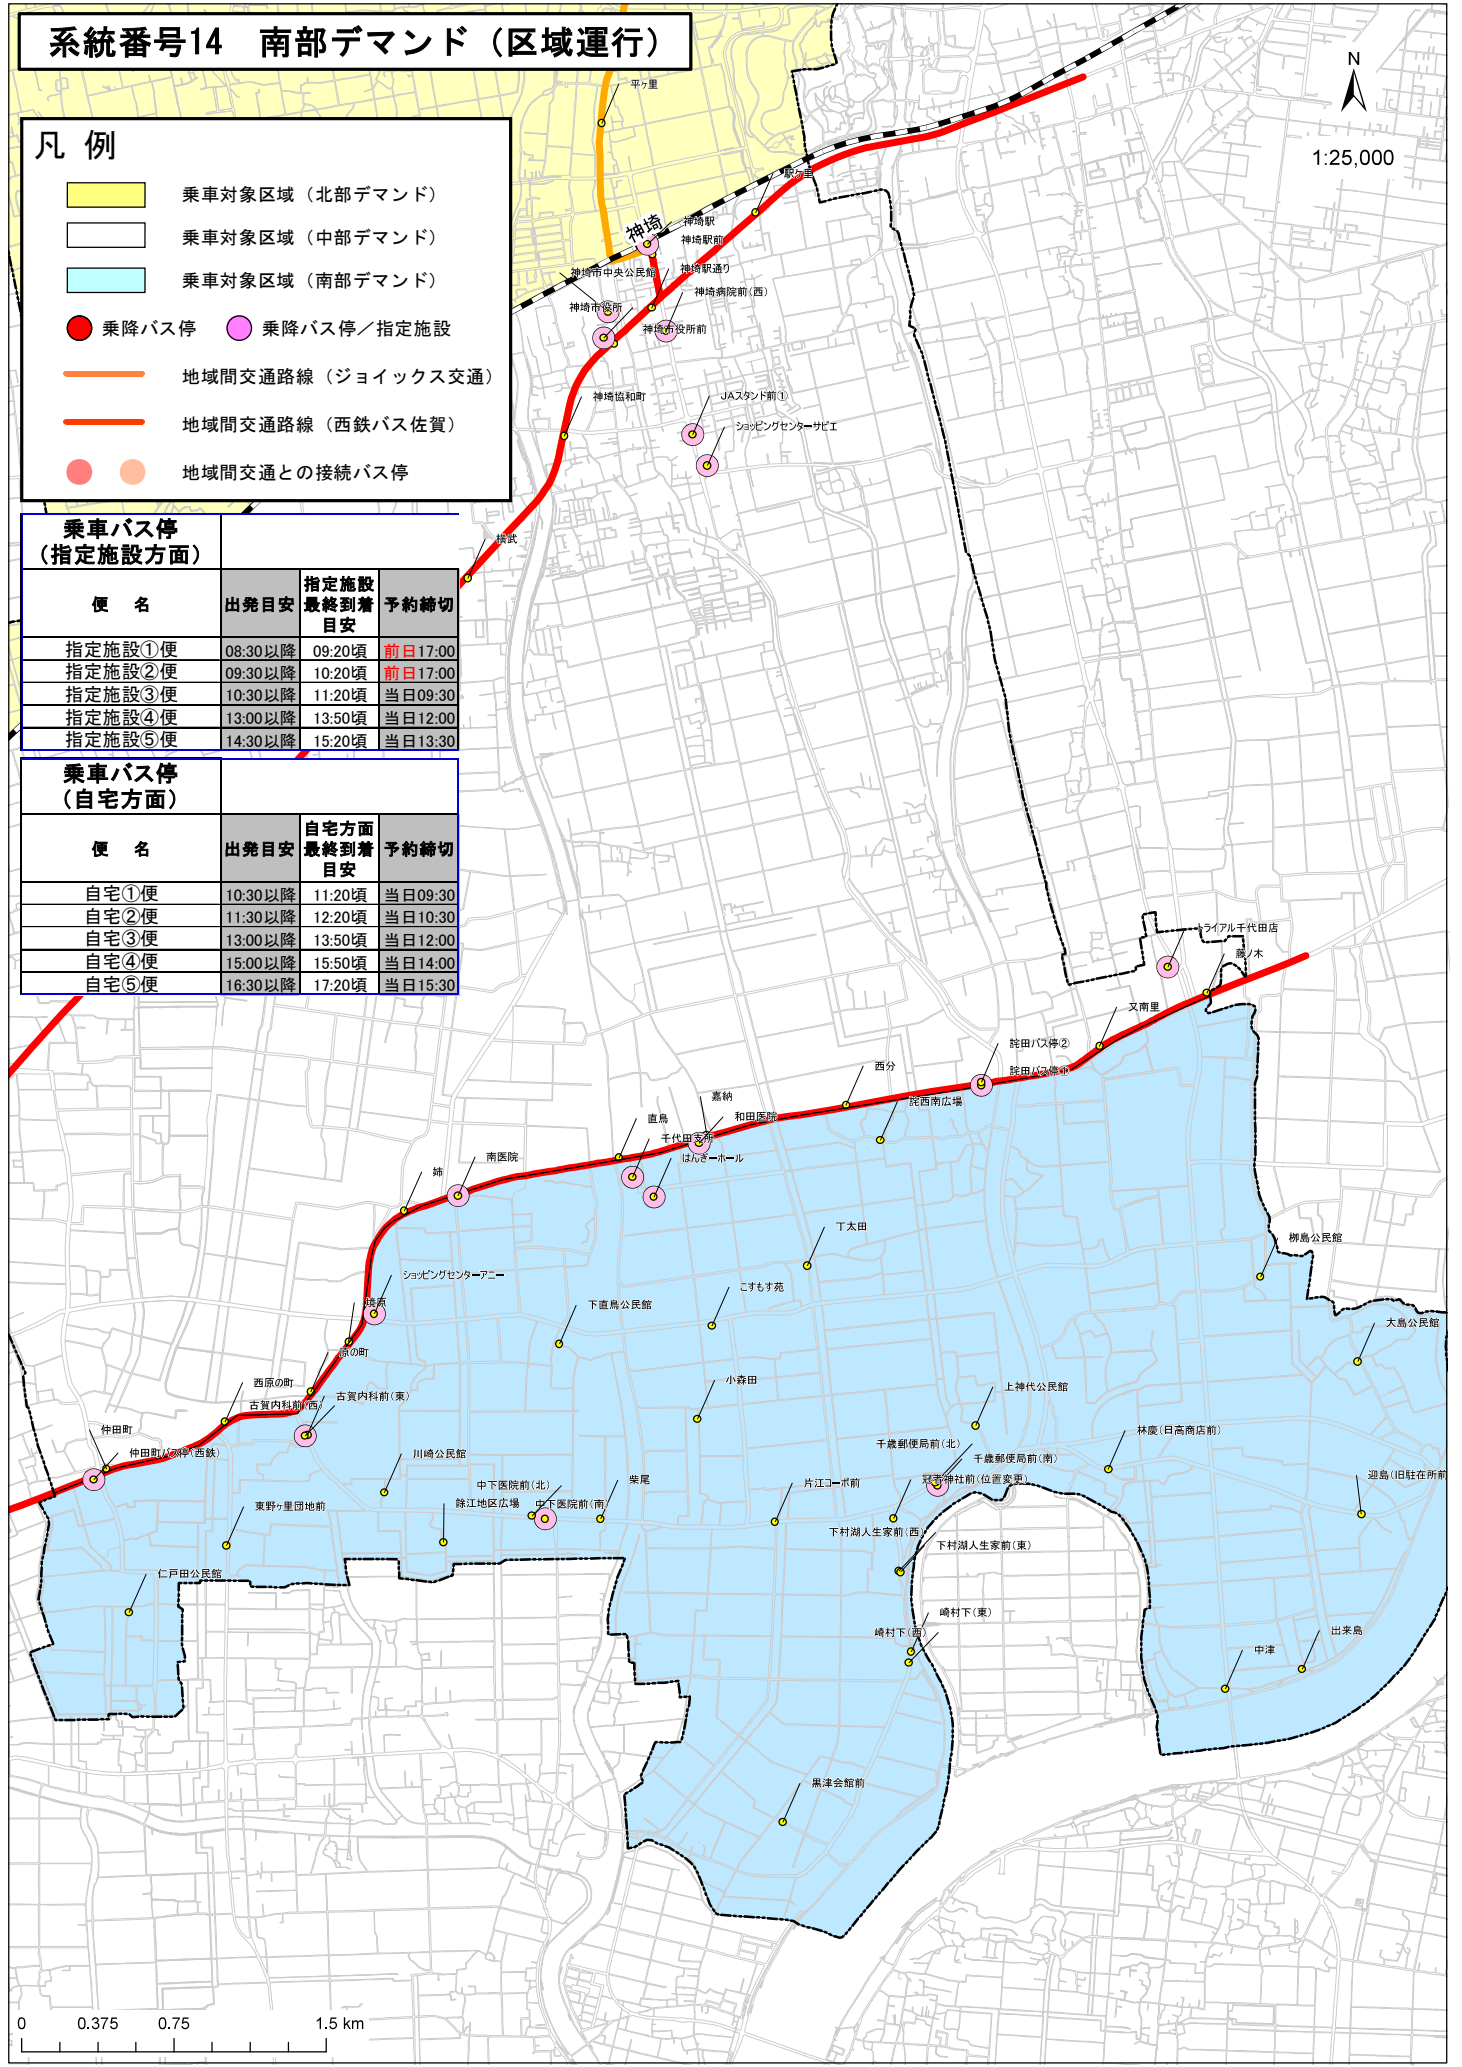 系統番号14　南部デマンド（区域運行）
N
1:25,000
凡 例
乗車対象区域（北部デマンド）
乗車対象区域（中部デマンド）
乗車対象区域（南部デマンド）
乗降バス停
乗降バス停／指定施設
地域間交通路線（ジョイックス交通）
地域間交通路線（西鉄バス佐賀）
地域間交通との接続バス停
平ヶ里
駅ケ里
神埼
神埼駅
神埼駅前
神埼市中央公民館
神埼駅通り
神埼市役所
神埼病院前(西)
神埼市役所前
神埼協和町
JAスタンド前①
ショッピングセンターサピエ
横武
乗車バス停
（指定施設方面）
便　名 出発目安 指定施設最終到着目安 予約締切
指定施設①便 08:30以降 09:20頃 前日17:00
指定施設②便 09:30以降 10:20頃 前日17:00
指定施設③便 10:30以降 11:20頃 当日09:30
指定施設④便 13:00以降 13:50頃 当日12:00
指定施設⑤便 14:30以降 15:20頃 当日13:30
乗車バス停
（自宅方面）
便　名 出発目安 自宅方面最終到着目安 予約締切
自宅①便 10:30以降 11:20頃 当日09:30
自宅②便 11:30以降 12:20頃 当日10:30
自宅③便 13:00以降 13:50頃 当日12:00
自宅④便 15:00以降 15:50頃 当日14:00
自宅⑤便 16:30以降 17:20頃 当日15:30
トライアル千代田店
藤ノ木
又南里
詫田バス停②
詫田バス停①
西分
詫西南広場
嘉納
和田医院
直鳥
千代田支所
はんぎーホール
南医院
姉
丁太田
柳島公民館
ショッピングセンターアニー
こすもす苑
境原
下直鳥公民館
大島公民館
原の町
西原の町
小森田
上神代公民館
古賀内科前(東)
古賀内科前(西)
仲田町
仲田町バス停(西鉄)
川崎公民館
林慶(日高商店前)
千歳郵便局前(北)
千歳郵便局前(南)
冠者神社前(位置変更)
迎島(旧駐在所前
中下医院前(北)
柴尾
片江コーポ前
東野ヶ里団地前
餘江地区広場
中下医院前(南)
下村湖人生家前(西)
下村湖人生家前(東)
仁戸田公民館
崎村下(東)
崎村下(西)
出来島
中津
黒津会館前
0 0.375 0.75 1.5 km